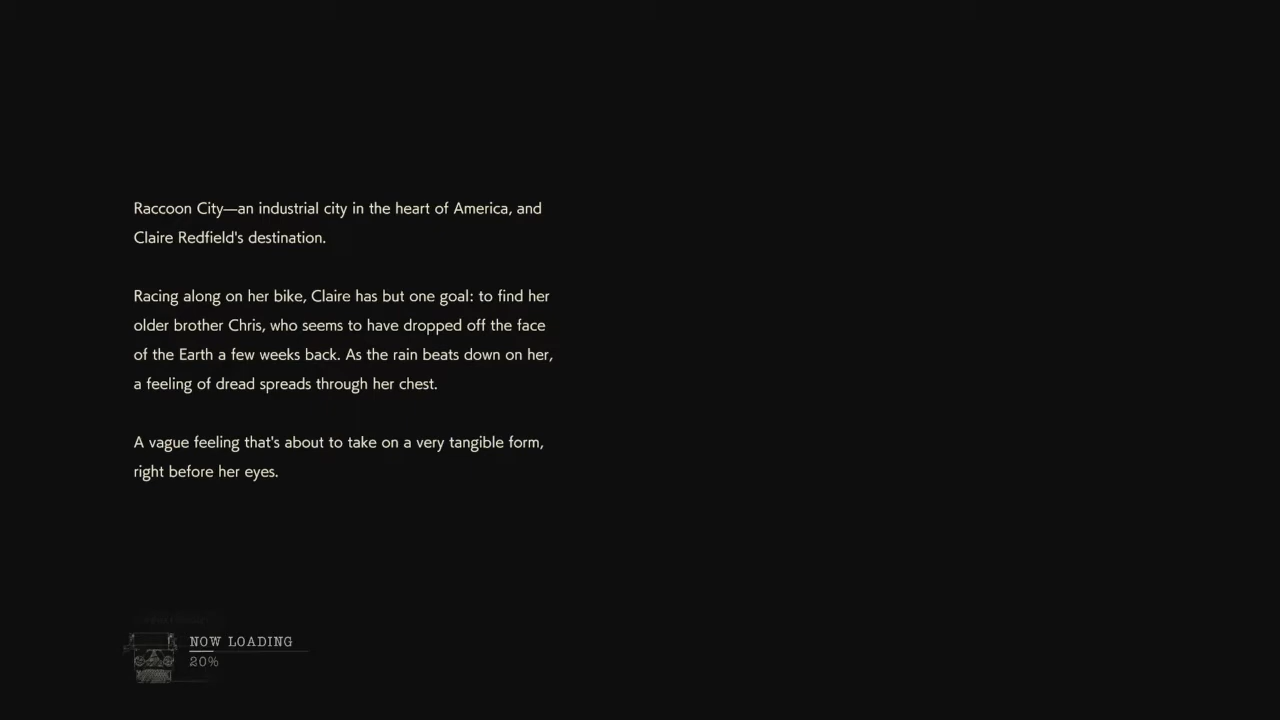 Raccoon City—an industrial city in the heart of America, and
Claire Redfield's destination.
Racing along on her bike, Claire has but one goal: to find her
older brother Chris, who seems to have dropped off the face
of the Earth a few weeks back. As the rain beats down on her,
a feeling of dread spreads through her chest.
A vague feeling that's about to take on a very tangible form,
right before her eyes.
NOW LOADING
20%